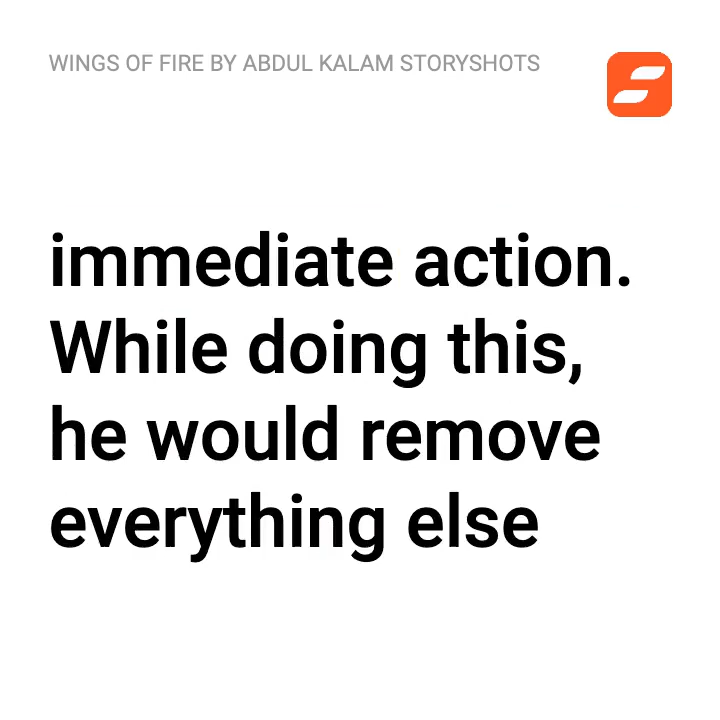 WINGS OF FIRE BY ABDUL KALAM STORYSHOTS
immediate action.
While doing this,
he would remove
everything else